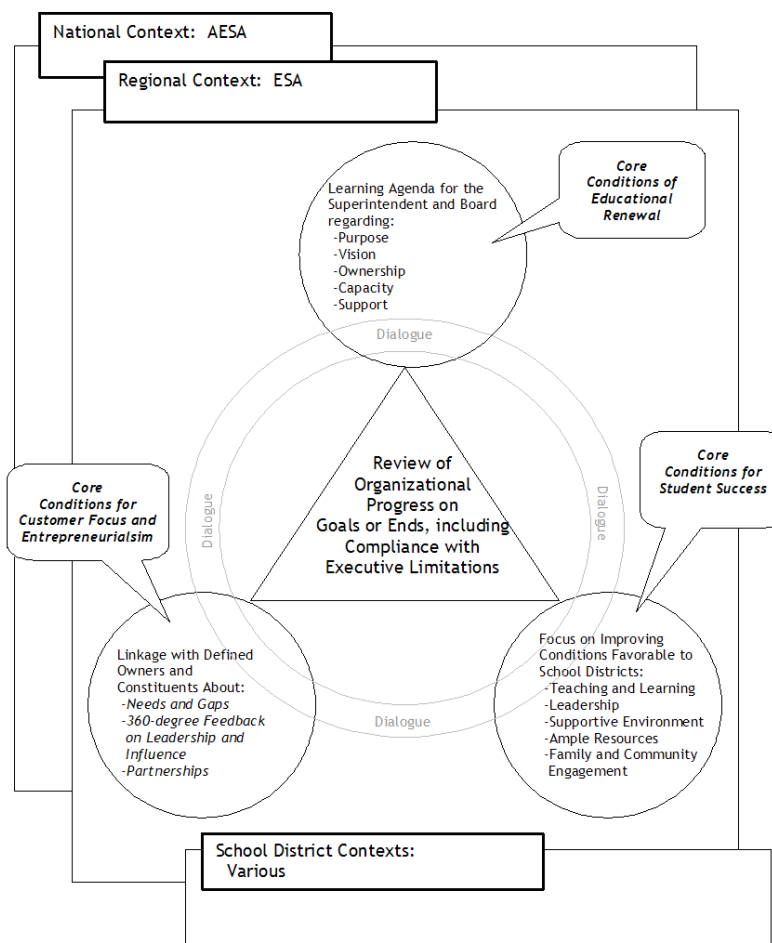 National Context:  AESA
Regional Context:  ESA
Core
Conditions of
Educational
Renewal
Learning Agenda for the
Superintendent and Board
regarding:
-Purpose
-Vision
-Ownership
-Capacity
-Support
Dialogue
Core
Conditions for
Student Success
Core
Conditions for
Customer Focus and
Entrepreneurialsim
Review of
Organizational
Progress on
Goals or Ends, including
Compliance with
Executive Limitations
Dialogue
Dialogue
Linkage with Defined
Owners and
Constituents About:
-Needs and Gaps
-360-degree Feedback
on Leadership and
Influence
-Partnerships
Focus on Improving
Conditions Favorable to
School Districts:
-Teaching and Learning
-Leadership
-Supportive Environment
-Ample Resources
-Family and Community
Engagement
Dialogue
School District Contexts:
Various